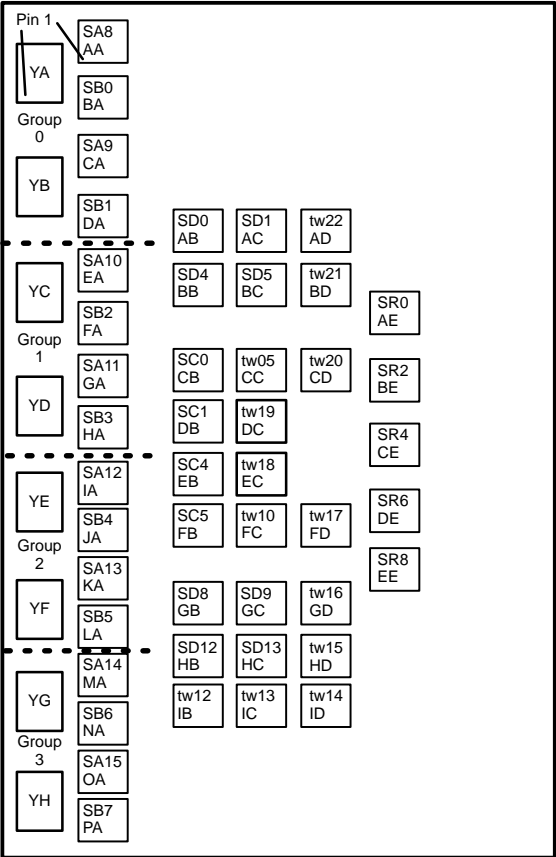 Pin 1
YA
Group
0
YB
YC
Group
1
YD
YE
Group
2
YF
YG
Group
3
YH
SA8
AA
SB0
BA
SA9
CA
SB1
DA
SA10
EA
SB2
FA
SA11
GA
SB3
HA
SA12
IA
SB4
JA
SA13
KA
SB5
LA
SA14
MA
SB6
NA
SA15
OA
SB7
PA
SD0
AB
SD4
BB
SC0
CB
SC1
DB
SC4
EB
SC5
FB
SD8
GB
SD12
HB
tw12
IB
SD1
AC
SD5
BC
tw05
CC
tw19
DC
tw18
EC
tw10
FC
SD9
GC
SD13
HC
tw13
IC
tw22
AD
tw21
BD
tw20
CD
tw17
FD
tw16
GD
tw15
HD
tw14
ID
SR0
AE
SR2
BE
SR4
CE
SR6
DE
SR8
EE